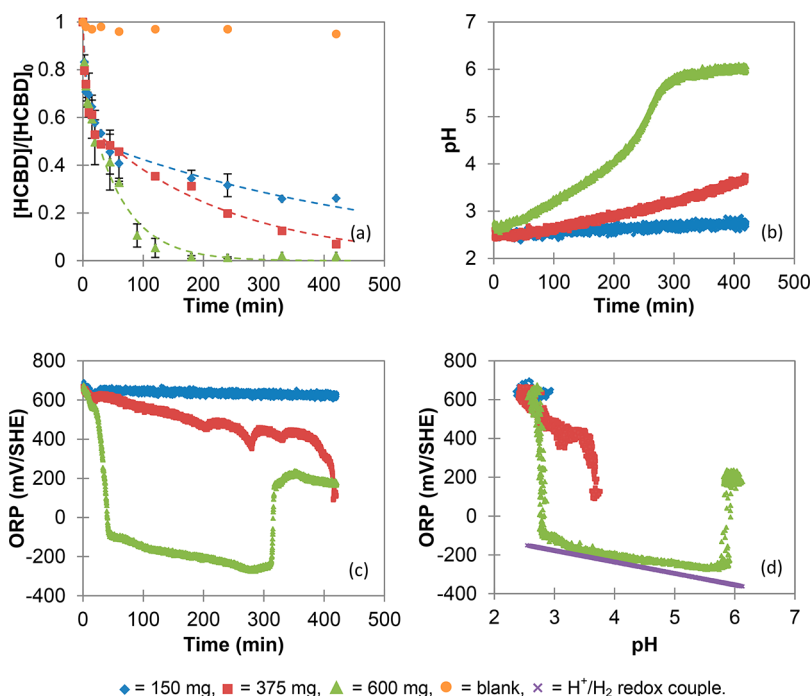 1
0.8
0.6
0.4
0.2
0
[HCBD]/[HCBD]0
(a)
0 100 200 300 400 500
Time (min)
7
6
5
4
3
2
pH
(b)
0 100 200 300 400 500
Time (min)
800
600
400
200
0
-200
-400
ORP (mV/SHE)
(c)
0 100 200 300 400 500
Time (min)
800
600
400
200
0
-200
-400
ORP (mV/SHE)
(d)
2 3 4 5 6 7
pH
= 150 mg, = 375 mg, = 600 mg, = blank, × = H⁺/H₂ redox couple.